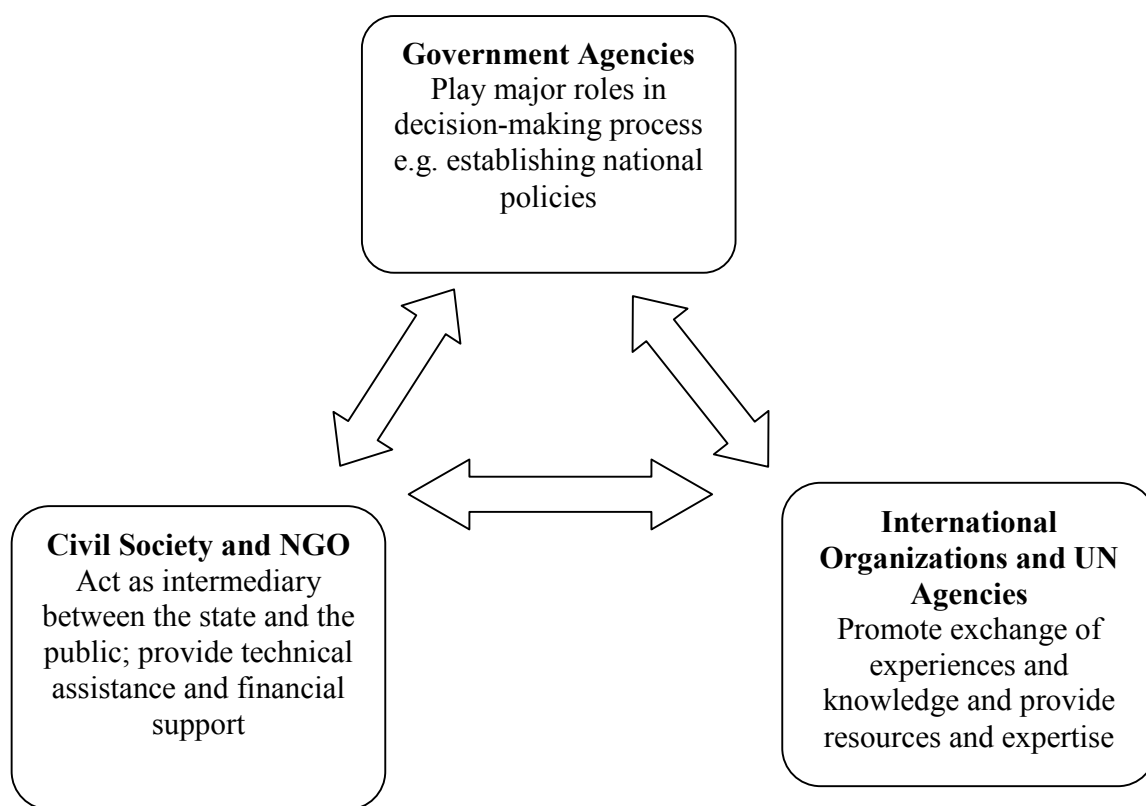 Government Agencies
Play major roles in
decision-making process
e.g. establishing national
policies
Civil Society and NGO
Act as intermediary
between the state and the
public; provide technical
assistance and financial
support
International
Organizations and UN
Agencies
Promote exchange of
experiences and
knowledge and provide
resources and expertise